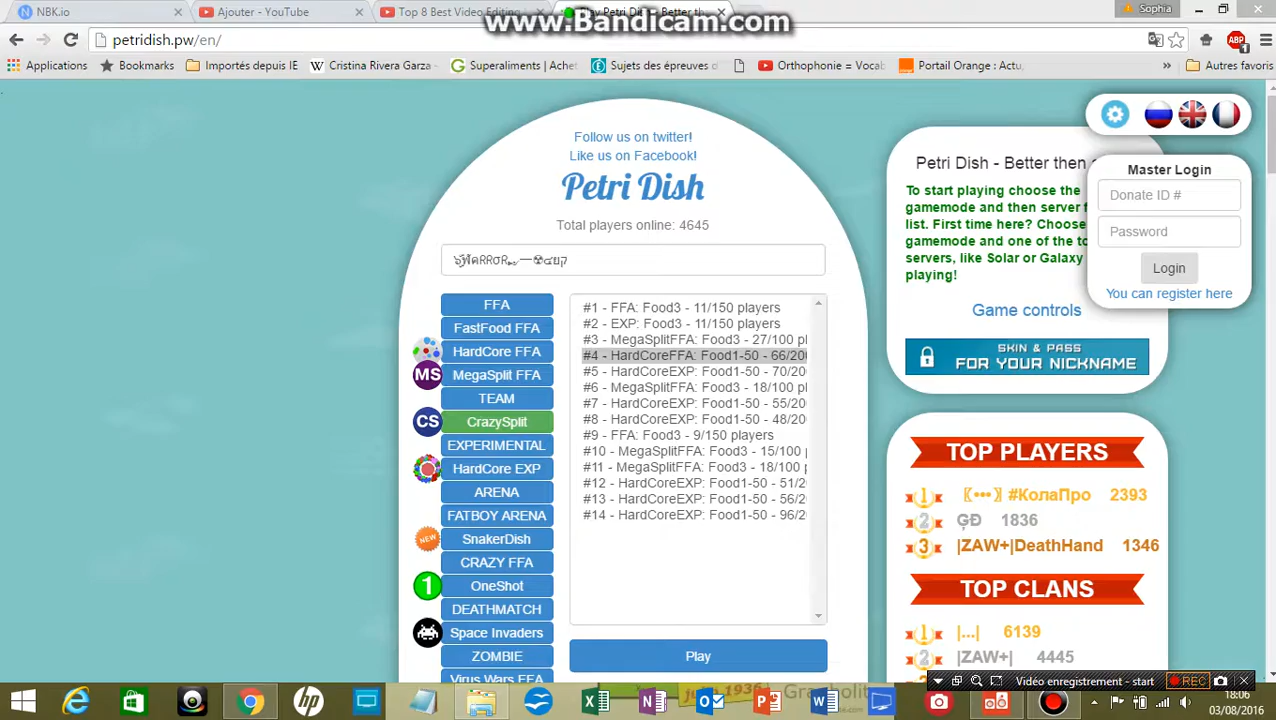 NBK.io
Ajouter - YouTube
Top 8 Best Video Editing
www.Bandicam.com
Sophia
petridish.pw/en/
ABP
1
Applications
Bookmarks
Importés depuis IE
Cristina Rivera Garza -
Superaliments | Achet
Sujets des épreuves d
Orthophonie = Vocab
Portail Orange : Actu,
Autres favoris
Follow us on twitter!
Like us on Facebook!
Petri Dish
Total players online: 4645
FFA
FastFood FFA
HardCore FFA
MS
MegaSplit FFA
TEAM
CS
CrazySplit
EXPERIMENTAL
HardCore EXP
ARENA
FATBOY ARENA
NEW
SnakerDish
CRAZY FFA
1
OneShot
DEATHMATCH
Space Invaders
ZOMBIE
Virus Wars FFA
#1 - FFA: Food3 - 11/150 players
#2 - EXP: Food3 - 11/150 players
#3 - MegaSplitFFA: Food3 - 27/100 pl
#4 - HardCoreFFA: Food1-50 - 66/200
#5 - HardCoreEXP: Food1-50 - 70/20
#6 - MegaSplitFFA: Food3 - 18/100 pl
#7 - HardCoreEXP: Food1-50 - 55/20
#8 - HardCoreEXP: Food1-50 - 48/20
#9 - FFA: Food3 - 9/150 players
#10 - MegaSplitFFA: Food3 - 15/100 p
#11 - MegaSplitFFA: Food3 - 18/100 p
#12 - HardCoreEXP: Food1-50 - 51/2
#13 - HardCoreEXP: Food1-50 - 56/2
#14 - HardCoreEXP: Food1-50 - 96/2
Play
Petri Dish - Better then
To start playing choose the
gamemode and then server f
list. First time here? Choose
gamemode and one of the to
servers, like Solar or Galaxy
playing!
Game controls
SKIN & PASS
FOR YOUR NICKNAME
Master Login
Donate ID #
Password
Login
You can register here
TOP PLAYERS
1 〖•••〗#КолаПро 2393
2 ĢĐ 1836
3 |ZAW+|DeathHand 1346
TOP CLANS
1 |...| 6139
2 |ZAW+| 4445
Vidéo enregistrement - start
REC
18:06
03/08/2016